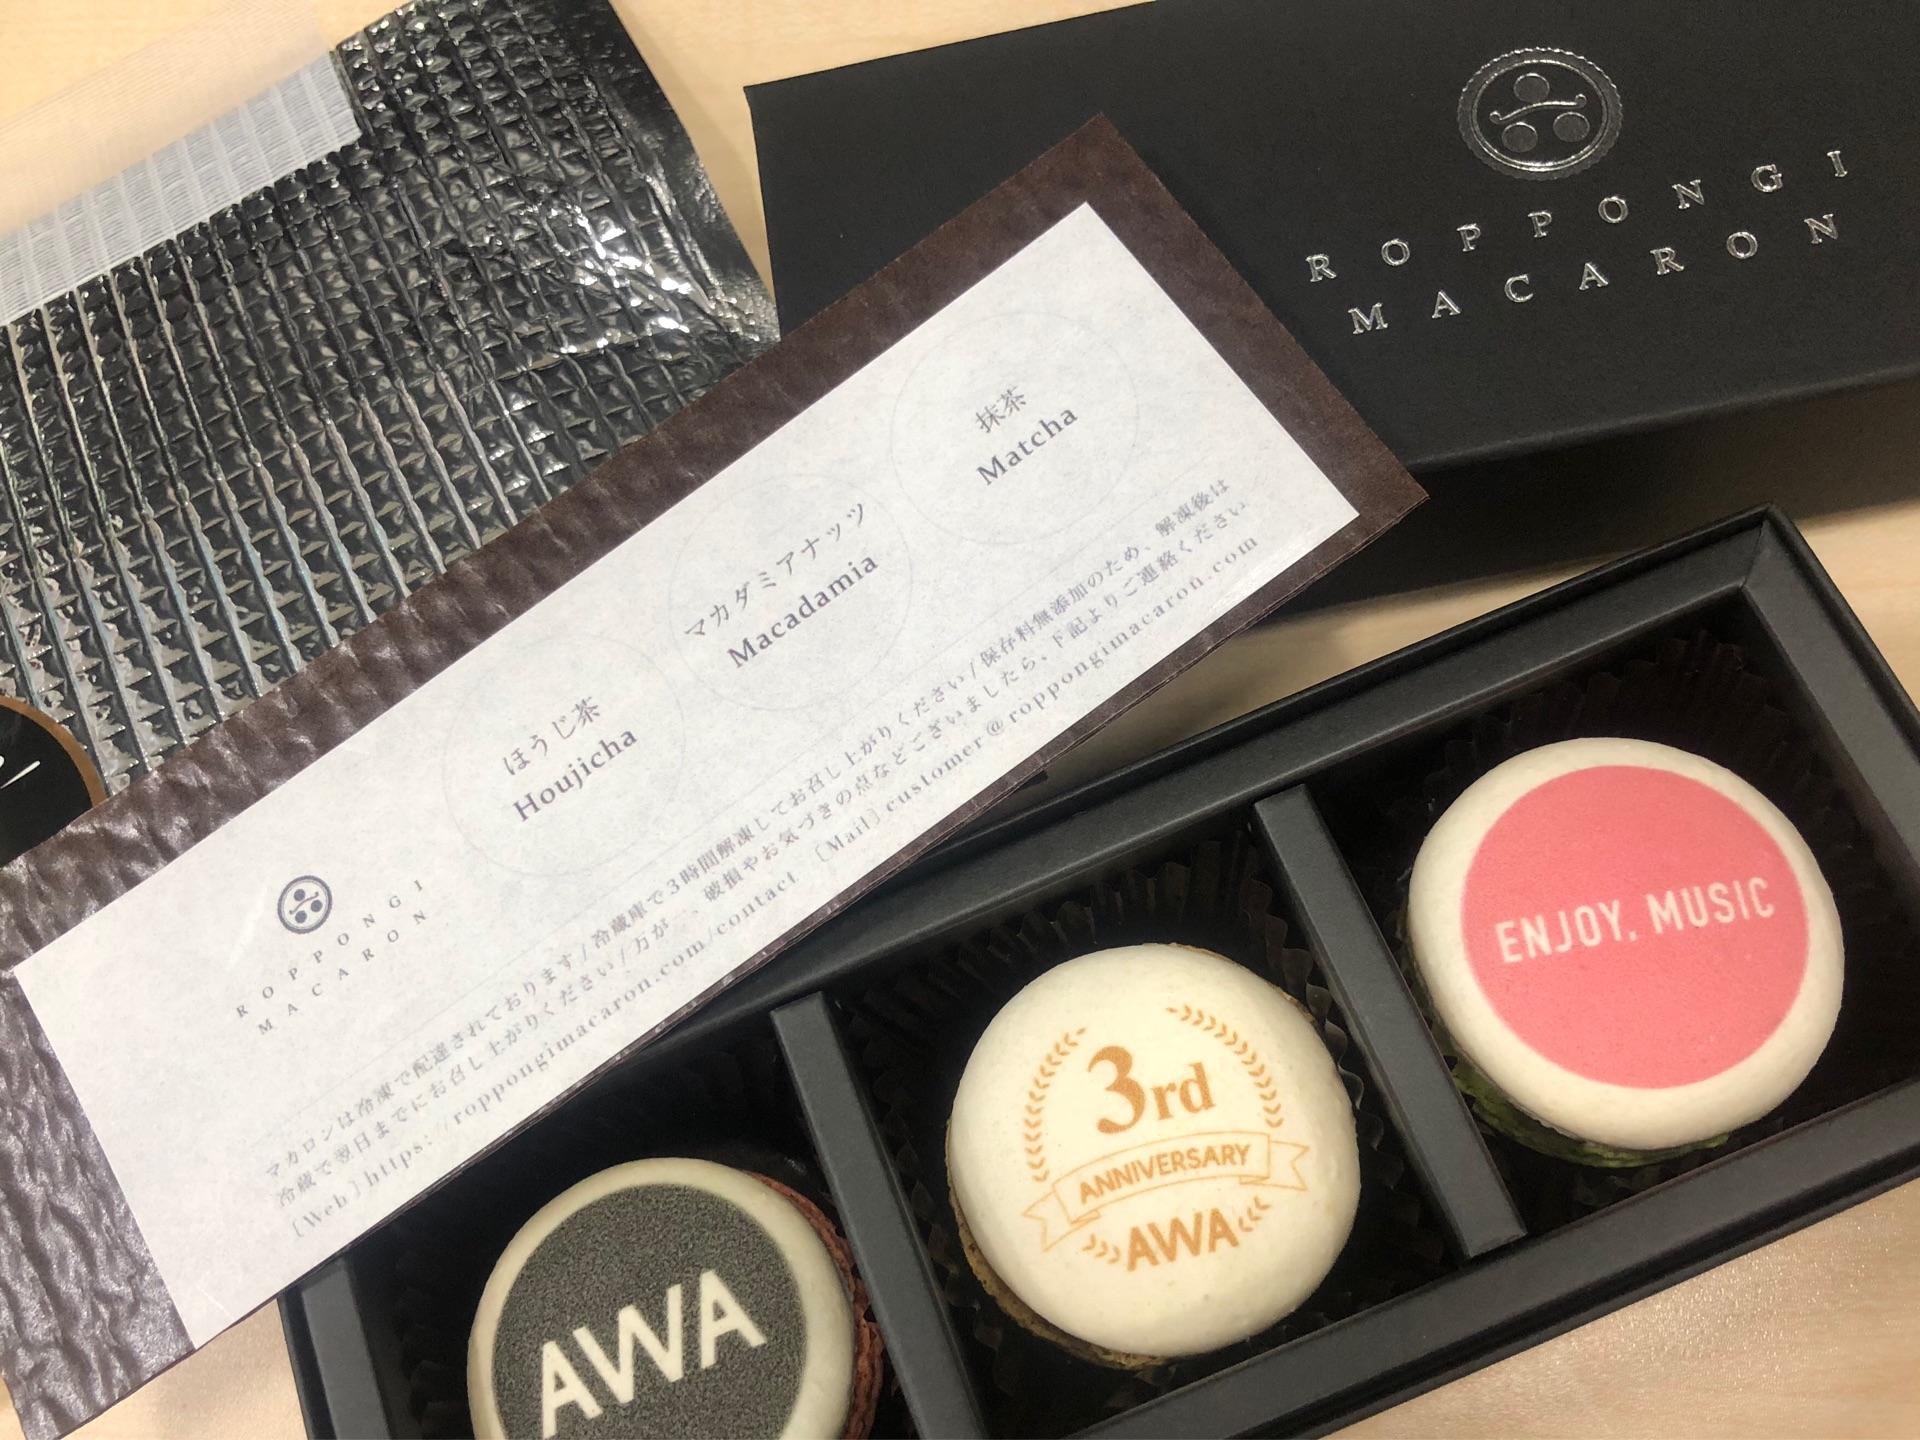 ROPPONGI
MACARON
抹茶
Matcha
マカダミアナッツ
Macadamia
ほうじ茶
Houjicha
ROPPONGI
MACARON
マカロンは冷凍で配達されております / 冷蔵庫で3時間解凍してお召し上がりください / 保存料無添加のため、解凍後は
冷蔵で翌日までにお召し上がりください / 万が一、破損やお気づきの点などございましたら、下記よりご連絡ください
[Web] https://roppongimacaron.com/contact [Mail] customer@roppongimacaron.com
ENJOY, MUSIC
3rd
ANNIVERSARY
AWA
AWA